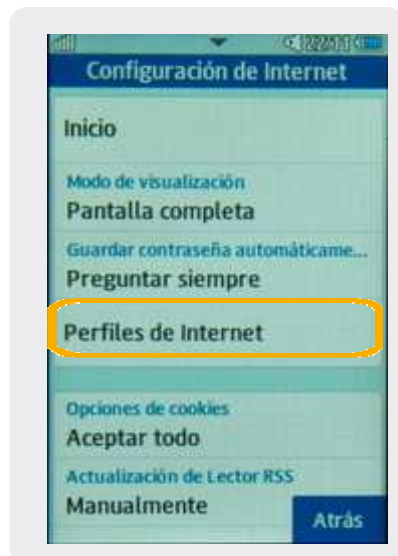 Configuración de Internet
Inicio
Modo de visualización
Pantalla completa
Guardar contraseña automáticame...
Preguntar siempre
Perfiles de Internet
Opciones de cookies
Aceptar todo
Actualización de Lector RSS
Manualmente
Atrás